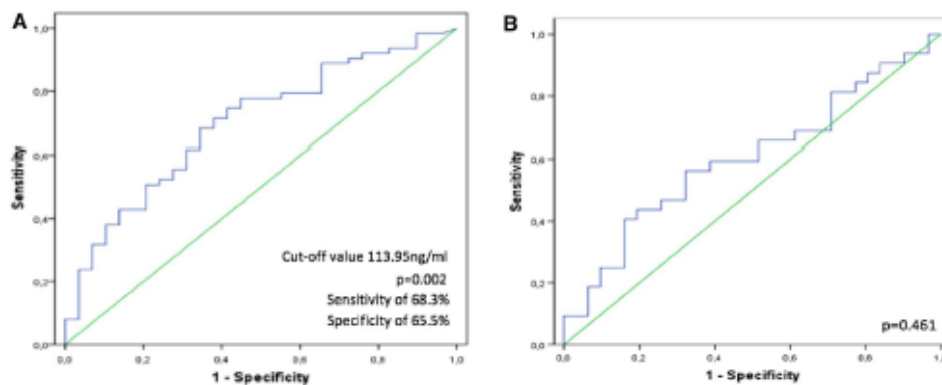 A
1,0
0,8
0,6
0,4
0,2
0,0
Sensitivity
Cut-off value 113.95ng/ml
p=0.002
Sensitivity of 68.3%
Specificity of 65.5%
0,0 0,2 0,4 0,6 0,8 1,0
1 - Specificity
B
1,0
0,8
0,6
0,4
0,2
0,0
Sensitivity
p=0.461
0,0 0,2 0,4 0,6 0,8 1,0
1 - Specificity